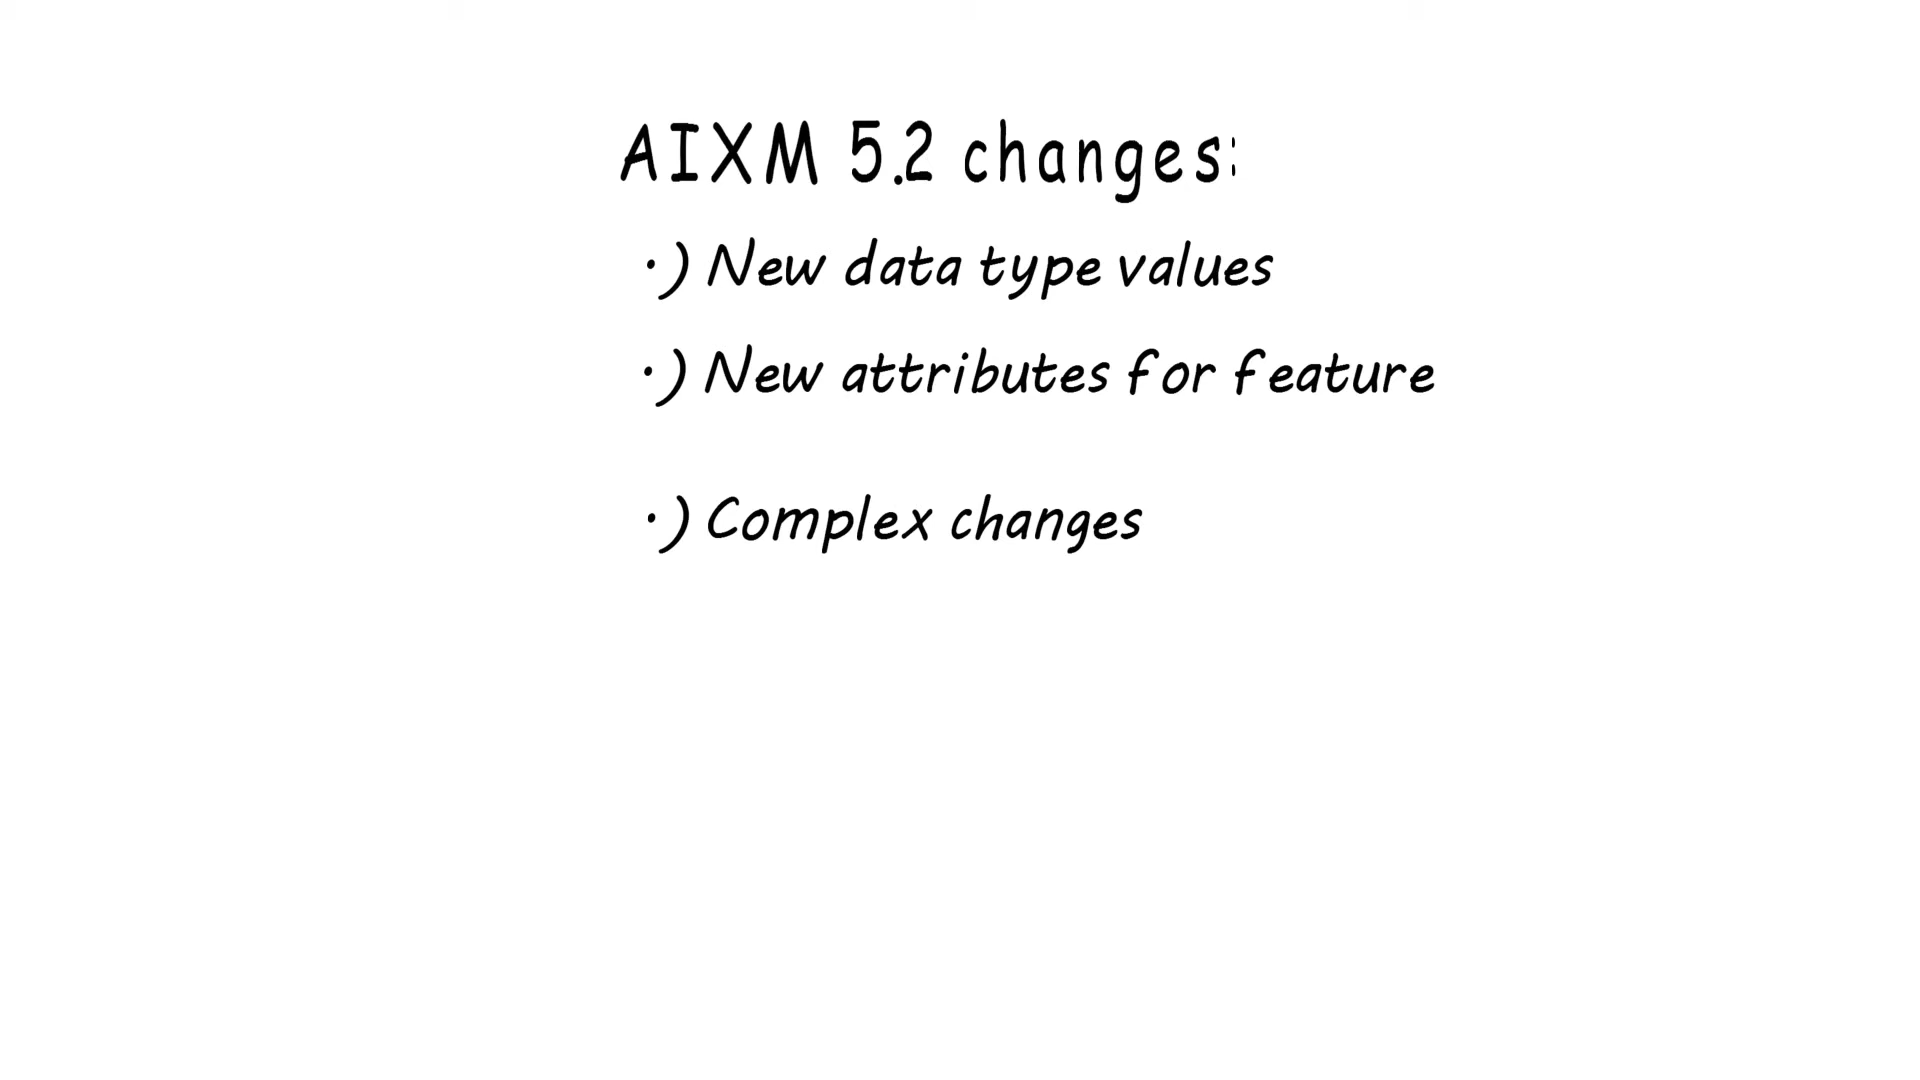 AIXM 5.2 changes:
·) New data type values
·) New attributes for feature
·) Complex changes